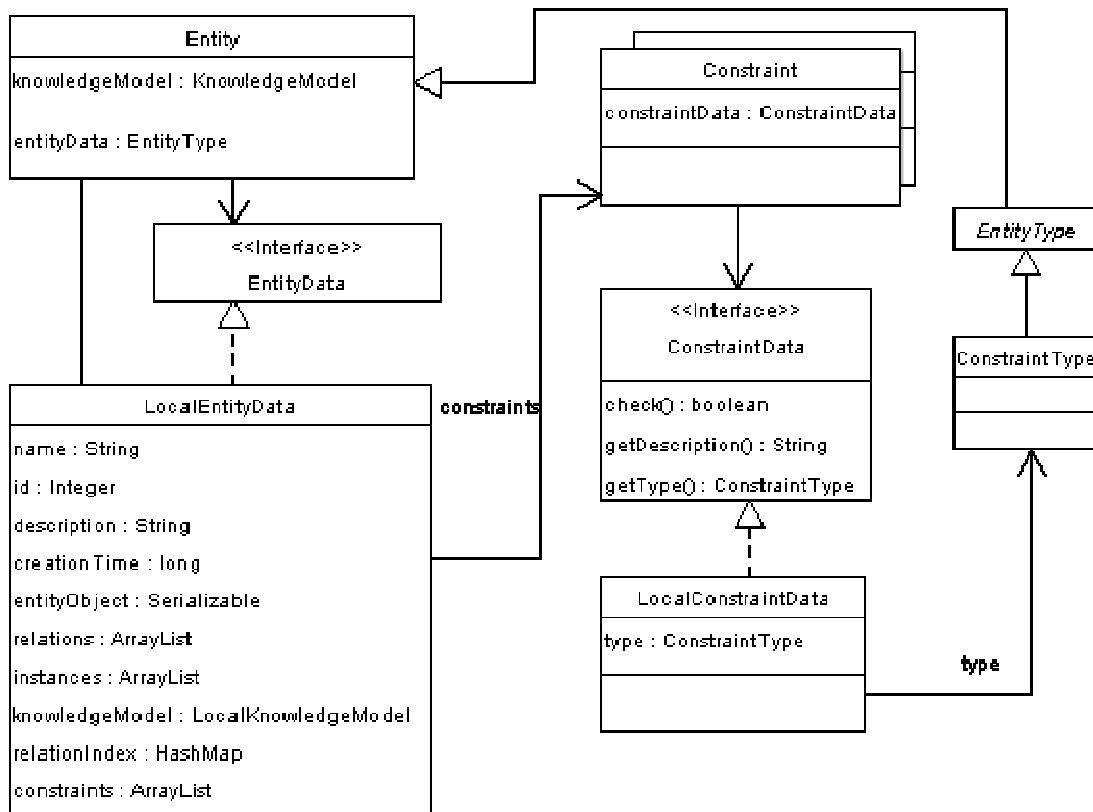 Entity
knowledgeModel : KnowledgeModel
entityData : EntityType
<<Interface>>
EntityData
LocalEntityData
name : String
id : Integer
description : String
creationTime : long
entityObject : Serializable
relations : ArrayList
instances : ArrayList
knowledgeModel : LocalKnowledgeModel
relationIndex : HashMap
constraints : ArrayList
constraints
Constraint
constraintData : ConstraintData
<<Interface>>
ConstraintData
check() : boolean
getDescription() : String
getType() : ConstraintType
LocalConstraintData
type : ConstraintType
type
EntityType
ConstraintType